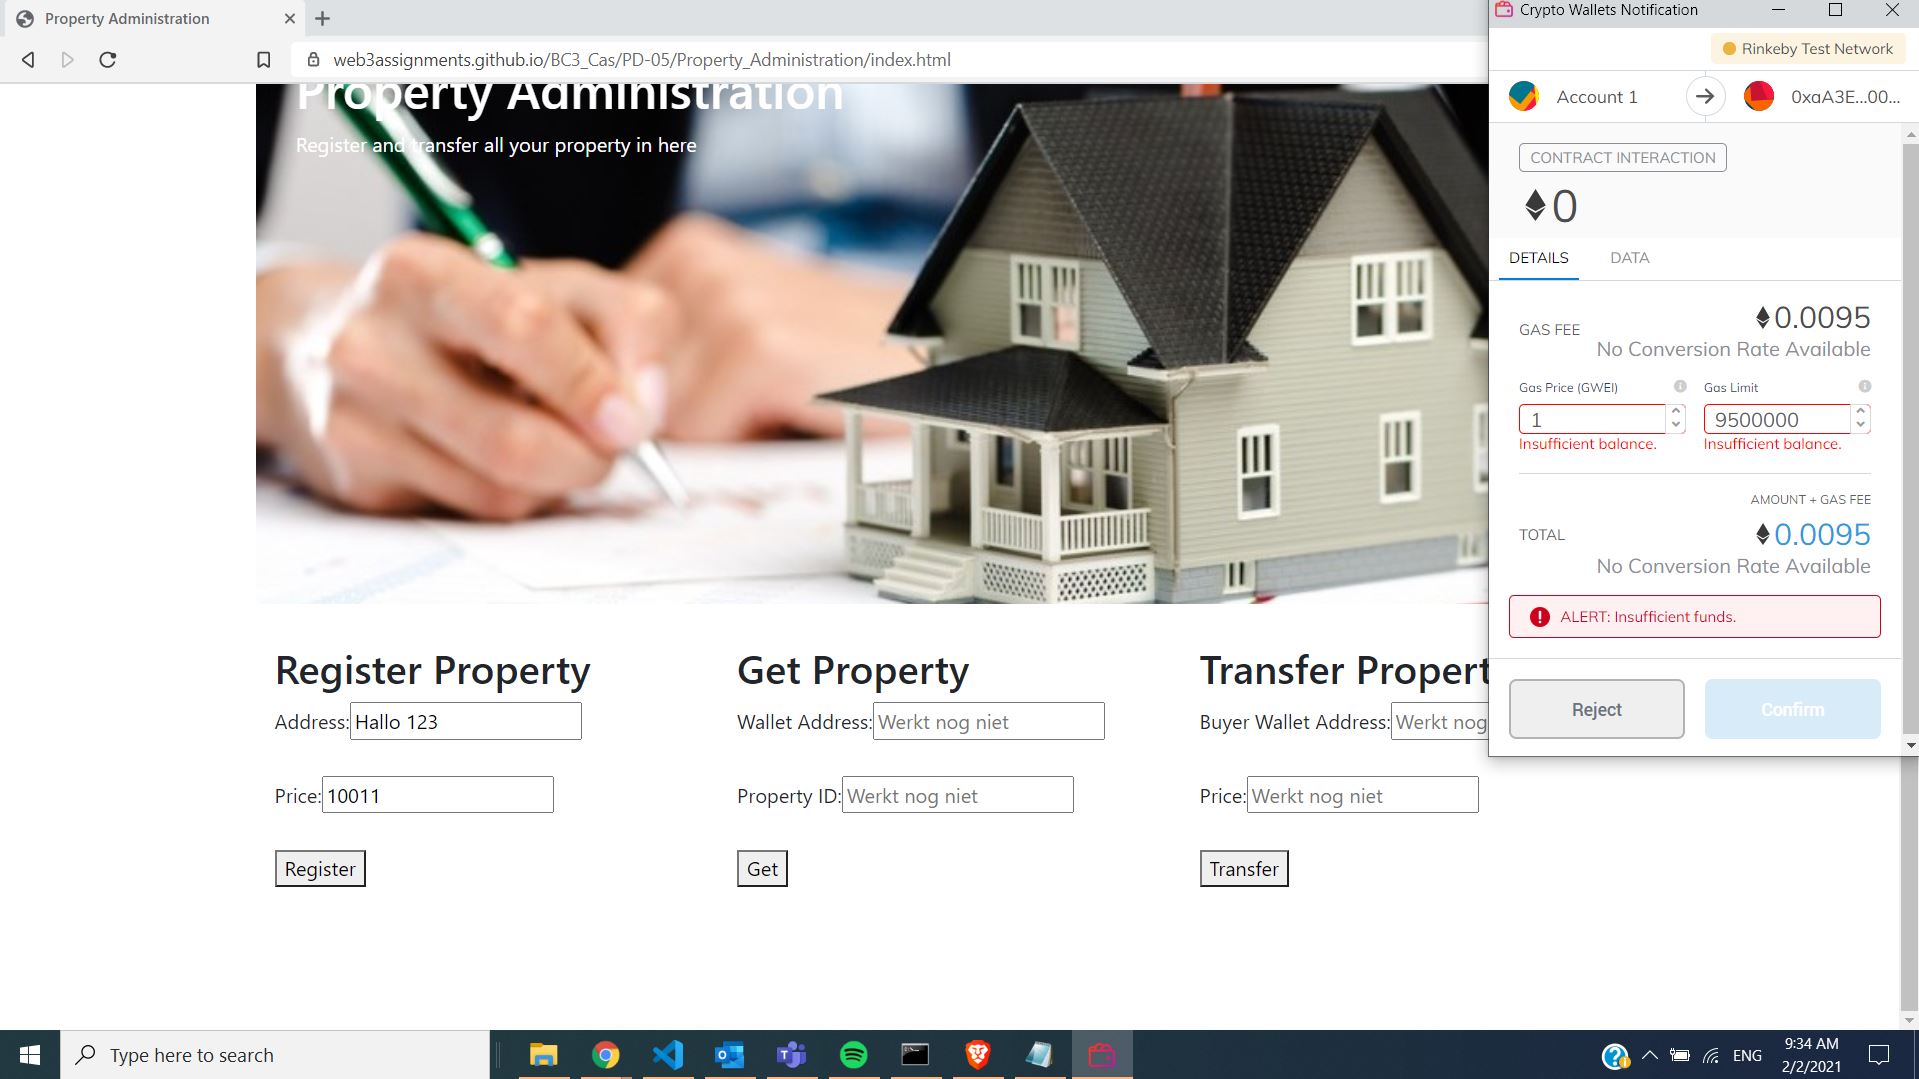 Property Administration
web3assignments.github.io/BC3_Cas/PD-05/Property_Administration/index.html
Property Administration
Register and transfer all your property in here
Register Property
Address: Hallo 123
Price: 10011
Register
Get Property
Wallet Address: Werkt nog niet
Property ID: Werkt nog niet
Get
Transfer Propert
Buyer Wallet Address: Werkt nog
Price: Werkt nog niet
Transfer
Crypto Wallets Notification
Rinkeby Test Network
Account 1
0xaA3E...00...
CONTRACT INTERACTION
0
DETAILS DATA
GAS FEE
0.0095
No Conversion Rate Available
Gas Price (GWEI) Gas Limit
1 9500000
Insufficient balance. Insufficient balance.
AMOUNT + GAS FEE
TOTAL 0.0095
No Conversion Rate Available
ALERT: Insufficient funds.
Reject Confirm
Type here to search
ENG
9:34 AM
2/2/2021